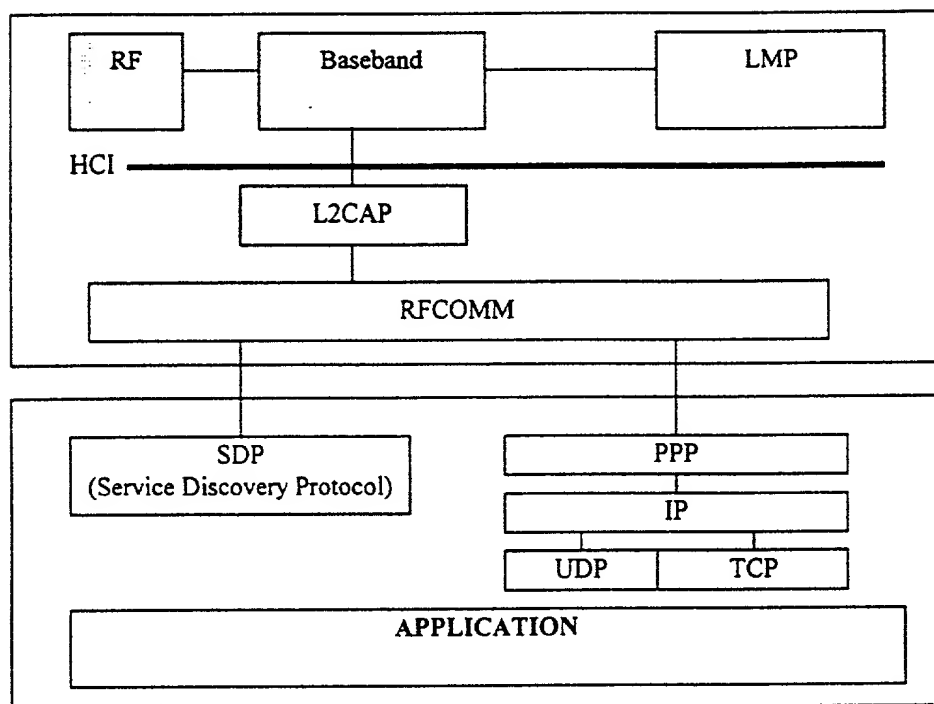 RF
Baseband
LMP
HCI
L2CAP
RFCOMM
SDP
(Service Discovery Protocol)
PPP
IP
UDP
TCP
APPLICATION